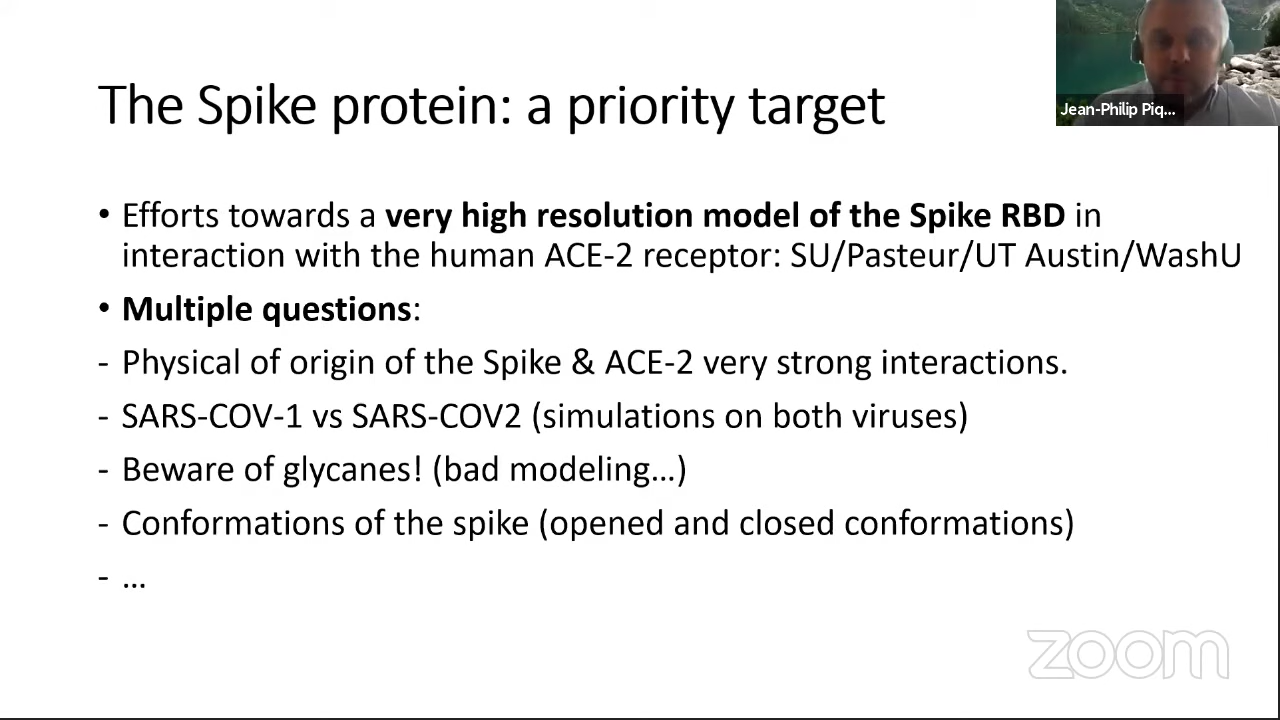 The Spike protein: a priority target
Jean-Philip Piq...
• Efforts towards a very high resolution model of the Spike RBD in
interaction with the human ACE-2 receptor: SU/Pasteur/UT Austin/WashU
• Multiple questions:
- Physical of origin of the Spike & ACE-2 very strong interactions.
- SARS-COV-1 vs SARS-COV2 (simulations on both viruses)
- Beware of glycanes! (bad modeling...)
- Conformations of the spike (opened and closed conformations)
- ...
zoom